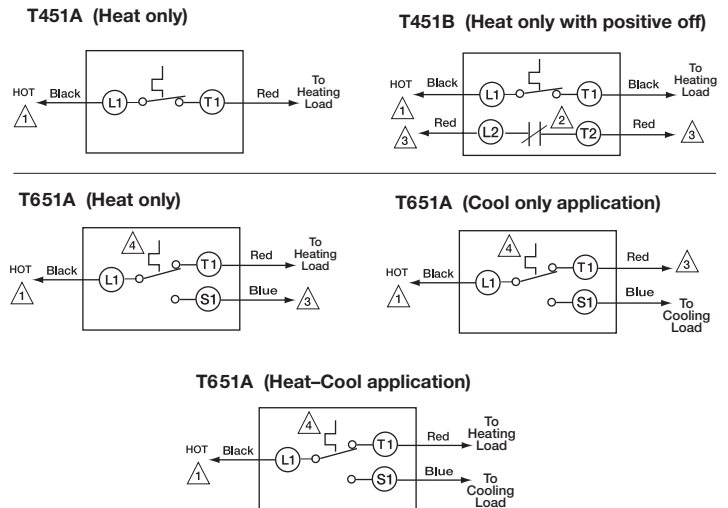 T451A (Heat only)
HOT
1
Black
L1
T1
Red
To
Heating
Load
T451B (Heat only with positive off)
HOT
1
Black
L1
T1
Black
To
Heating
Load
3
Red
L2
2
T2
Red
3
T651A (Heat only)
HOT
1
Black
L1
4
T1
Red
To
Heating
Load
S1
Blue
3
T651A (Cool only application)
HOT
1
Black
L1
4
T1
Red
3
S1
Blue
To
Cooling
Load
T651A (Heat–Cool application)
HOT
1
Black
L1
4
T1
Red
To
Heating
Load
S1
Blue
To
Cooling
Load